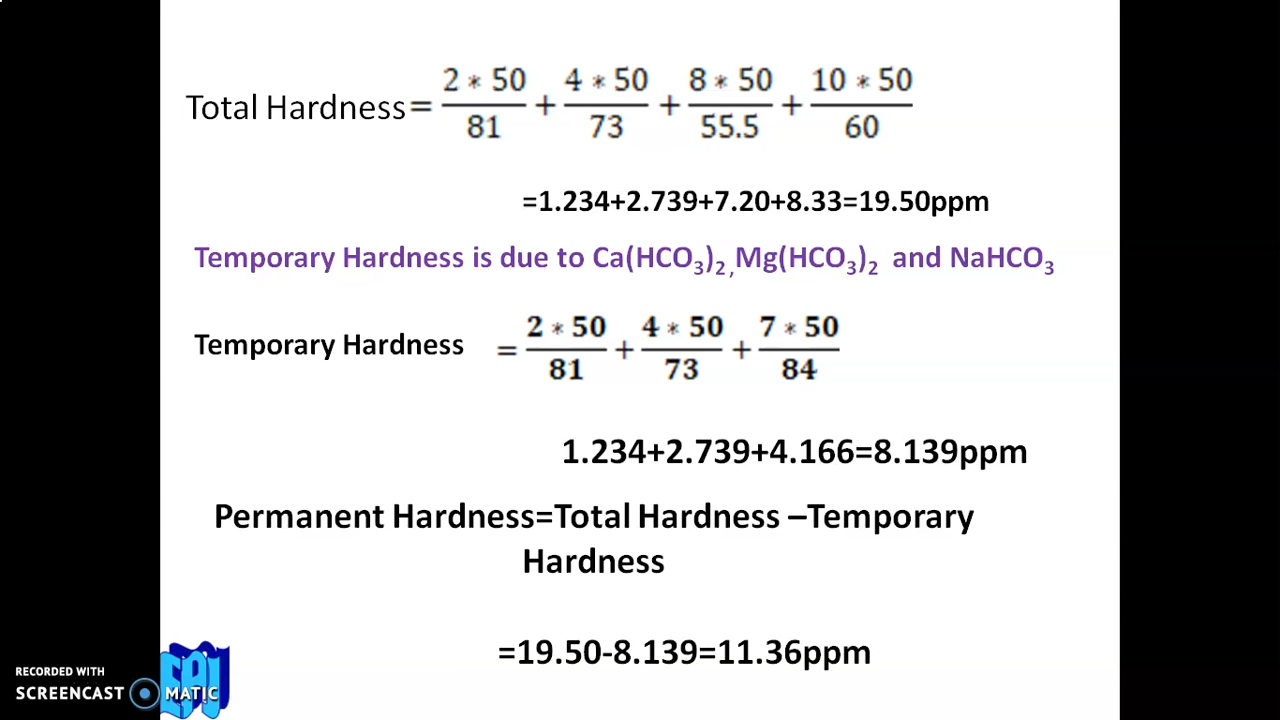 Total Hardness = 2 * 50 / 81 + 4 * 50 / 73 + 8 * 50 / 55.5 + 10 * 50 / 60
=1.234+2.739+7.20+8.33=19.50ppm
Temporary Hardness is due to Ca(HCO₃)₂,Mg(HCO₃)₂ and NaHCO₃
Temporary Hardness = 2 * 50 / 81 + 4 * 50 / 73 + 7 * 50 / 84
1.234+2.739+4.166=8.139ppm
Permanent Hardness=Total Hardness –Temporary
Hardness
=19.50-8.139=11.36ppm
RECORDED WITH
SCREENCAST MATIC